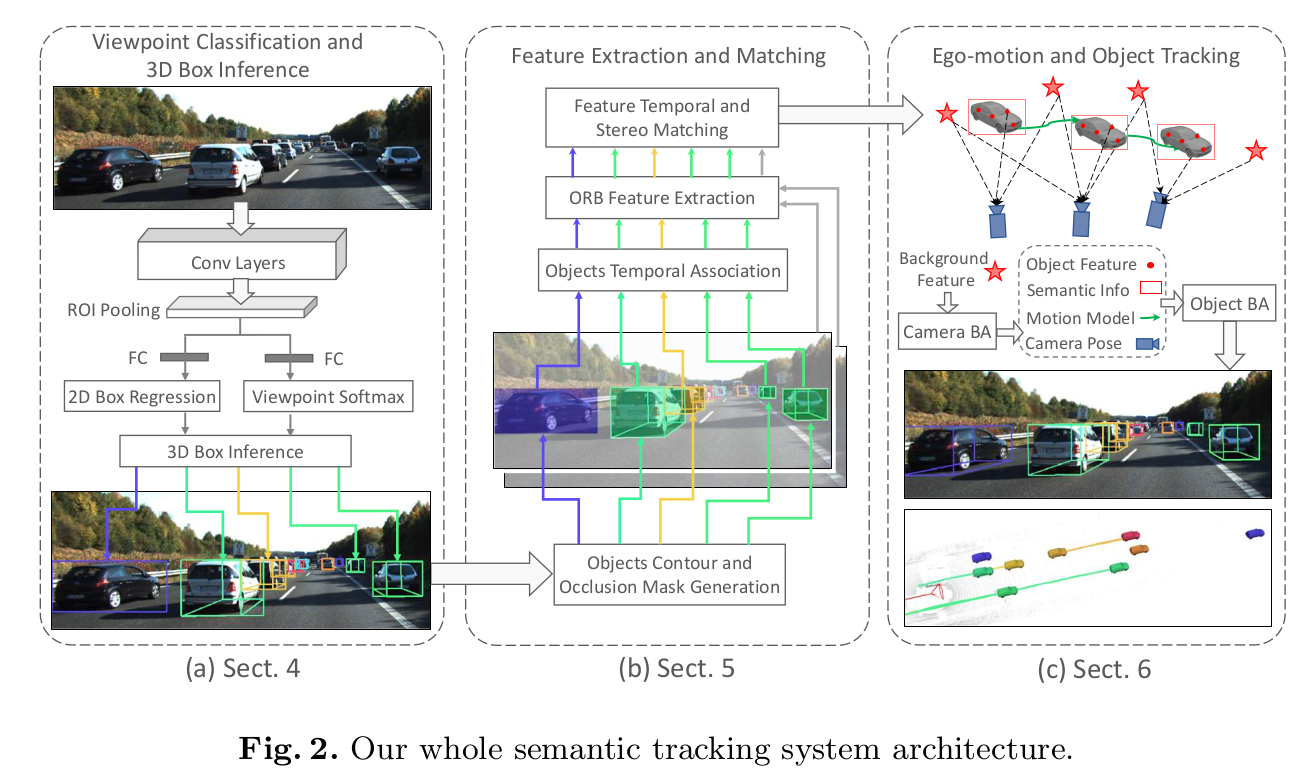 Viewpoint Classification and
3D Box Inference
Conv Layers
ROI Pooling
FC
FC
2D Box Regression
Viewpoint Softmax
3D Box Inference
(a) Sect. 4
Feature Extraction and Matching
Feature Temporal and
Stereo Matching
ORB Feature Extraction
Objects Temporal Association
Objects Contour and
Occlusion Mask Generation
(b) Sect. 5
Ego-motion and Object Tracking
Background
Feature
Camera BA
Object Feature
Semantic Info
Motion Model
Camera Pose
Object BA
(c) Sect. 6
Fig. 2. Our whole semantic tracking system architecture.